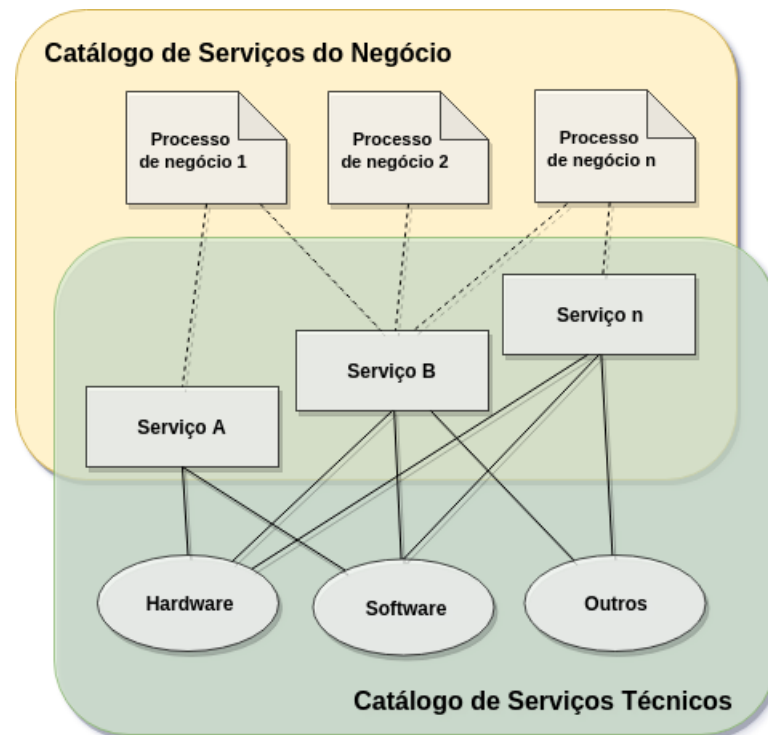 Catálogo de Serviços do Negócio
Processo
de negócio 1
Processo
de negócio 2
Processo
de negócio n
Serviço n
Serviço B
Serviço A
Hardware
Software
Outros
Catálogo de Serviços Técnicos